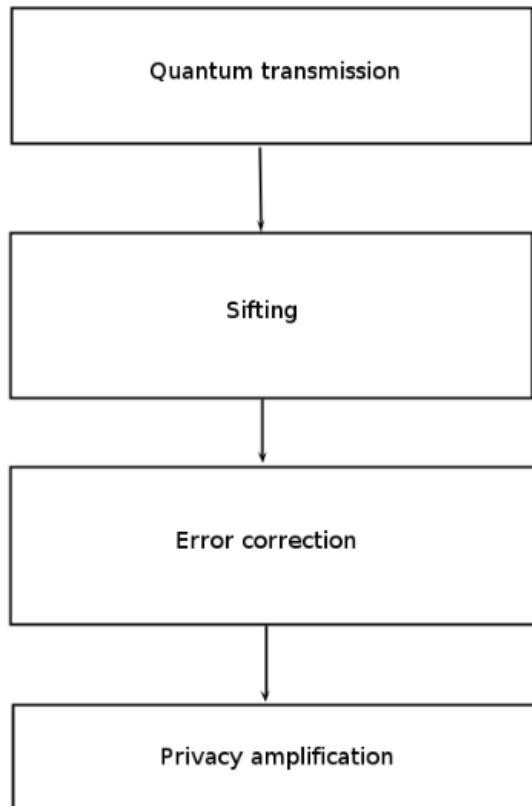 Quantum transmission
Sifting
Error correction
Privacy amplification